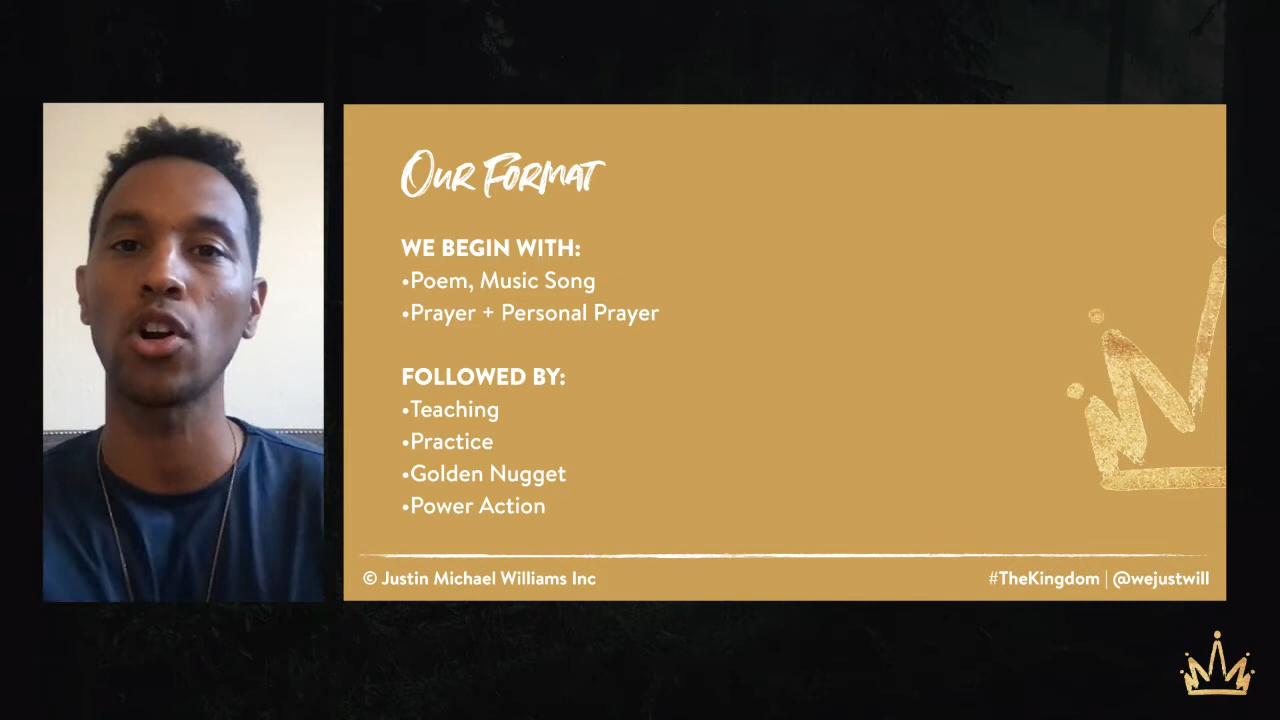 Our Format
WE BEGIN WITH:
•Poem, Music Song
•Prayer + Personal Prayer
FOLLOWED BY:
•Teaching
•Practice
•Golden Nugget
•Power Action
© Justin Michael Williams Inc
#TheKingdom | @wejustwill